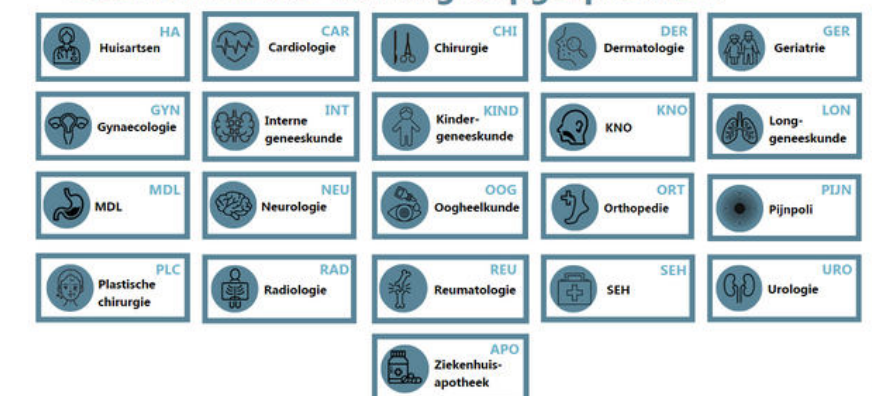 HA
Huisartsen
CAR
Cardiologie
CHI
Chirurgie
DER
Dermatologie
GER
Geriatrie
GYN
Gynaecologie
INT
Interne
geneeskunde
KIND
Kinder-
geneeskunde
KNO
KNO
LON
Long-
geneeskunde
MDL
MDL
NEU
Neurologie
OOG
Oogheelkunde
ORT
Orthopedie
PIJN
Pijnpoli
PLC
Plastische
chirurgie
RAD
Radiologie
REU
Reumatologie
SEH
SEH
URO
Urologie
APO
Ziekenhuis-
apotheek